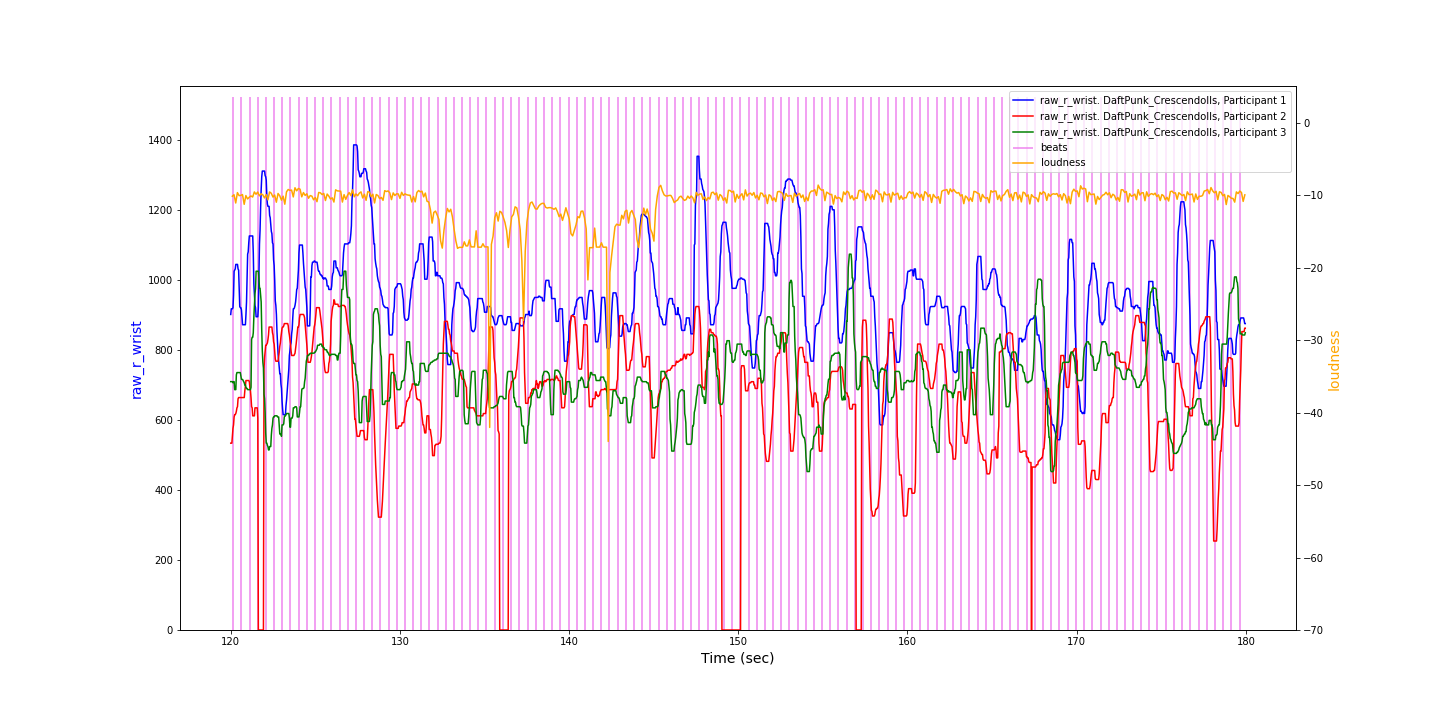 raw_r_wrist. DaftPunk_Crescendolls, Participant 1
raw_r_wrist. DaftPunk_Crescendolls, Participant 2
raw_r_wrist. DaftPunk_Crescendolls, Participant 3
beats
loudness
1400
1200
1000
800
600
400
200
0
raw_r_wrist
0
−10
−20
−30
−40
−50
−60
−70
loudness
120
130
140
150
160
170
180
Time (sec)